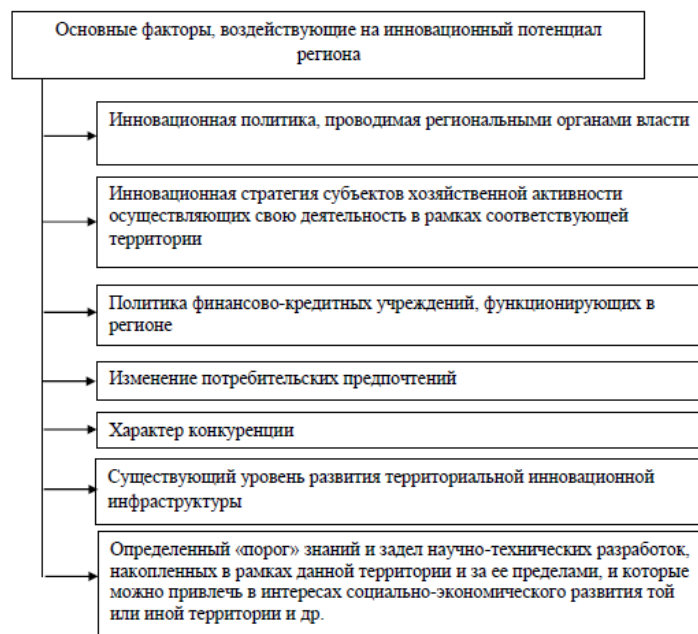 Основные факторы, воздействующие на инновационный потенциал
региона
Инновационная политика, проводимая региональными органами власти
Инновационная стратегия субъектов хозяйственной активности
осуществляющих свою деятельность в рамках соответствующей
территории
Политика финансово-кредитных учреждений, функционирующих в
регионе
Изменение потребительских предпочтений
Характер конкуренции
Существующий уровень развития территориальной инновационной
инфраструктуры
Определенный «порог» знаний и задел научно-технических разработок,
накопленных в рамках данной территории и за ее пределами, и которые
можно привлечь в интересах социально-экономического развития той
или иной территории и др.